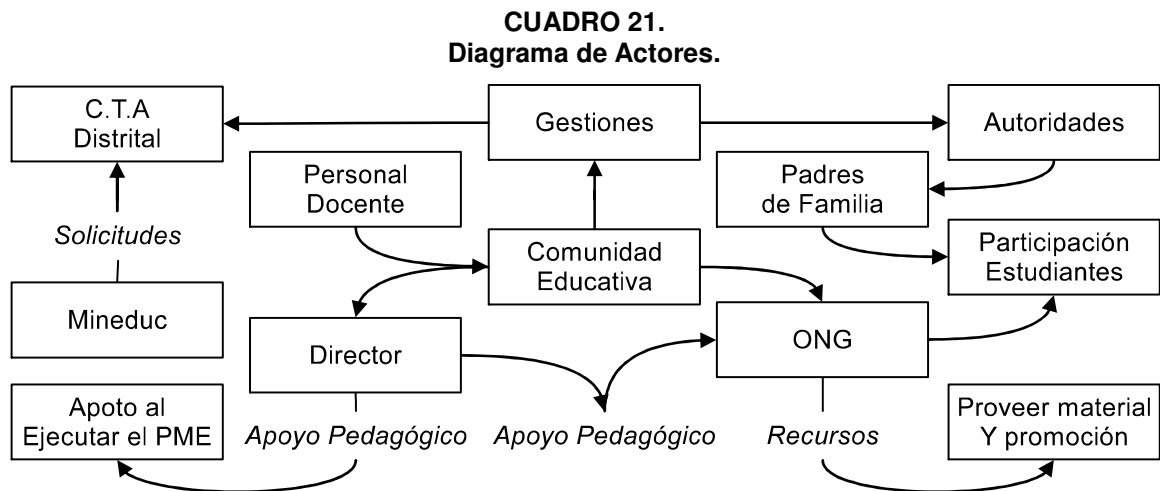 CUADRO 21.
Diagrama de Actores.
C.T.A
Distrital
Gestiones
Autoridades
Personal
Docente
Padres
de Familia
Solicitudes
Comunidad
Educativa
Participación
Estudiantes
Mineduc
Director
ONG
Apoto al
Ejecutar el PME
Apoyo Pedagógico
Apoyo Pedagógico
Recursos
Proveer material
Y promoción